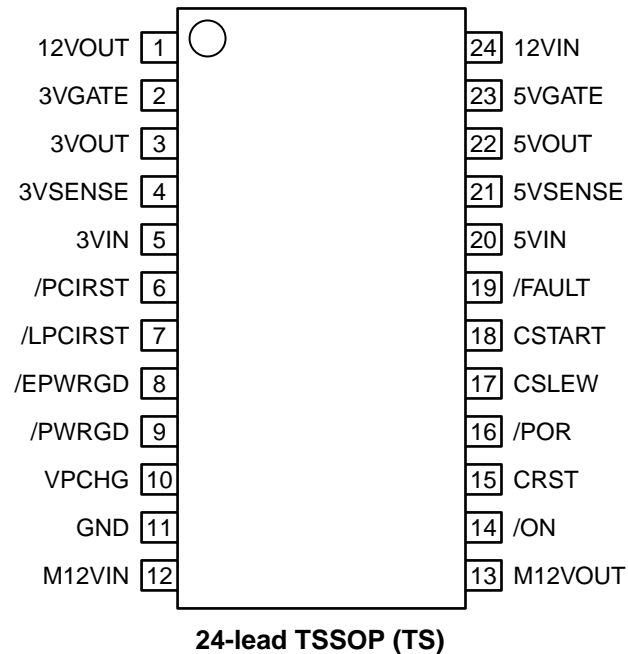 12VOUT 1 24 12VIN
3VGATE 2 23 5VGATE
3VOUT 3 22 5VOUT
3VSENSE 4 21 5VSENSE
3VIN 5 20 5VIN
/PCIRST 6 19 /FAULT
/LPCIRST 7 18 CSTART
/EPWRGD 8 17 CSLEW
/PWRGD 9 16 /POR
VPCHG 10 15 CRST
GND 11 14 /ON
M12VIN 12 13 M12VOUT
24-lead TSSOP (TS)